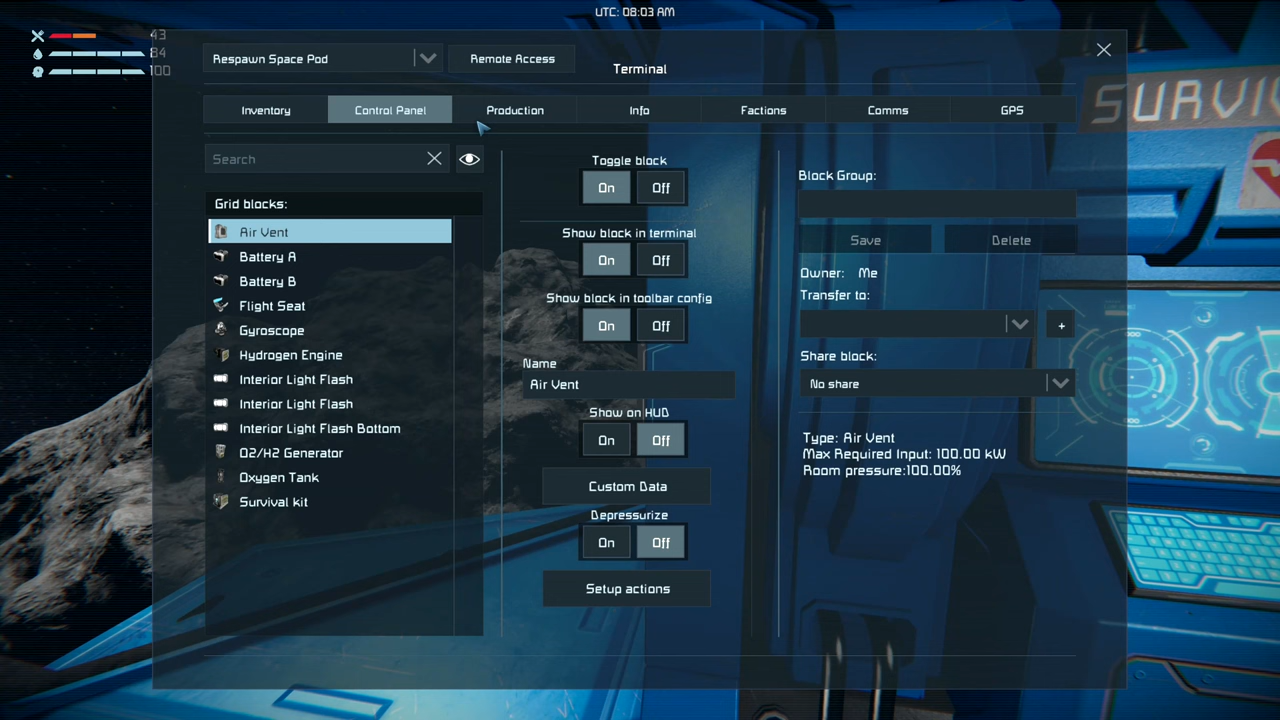 UTC: 08:03 AM
43
84
100
Respawn Space Pod
Remote Access
Terminal
Inventory
Control Panel
Production
Info
Factions
Comms
GPS
SURVI
Search
Grid blocks:
Air Vent
Battery A
Battery B
Flight Seat
Gyroscope
Hydrogen Engine
Interior Light Flash
Interior Light Flash
Interior Light Flash Bottom
O2/H2 Generator
Oxygen Tank
Survival kit
Toggle block
On Off
Show block in terminal
On Off
Show block in toolbar config
On Off
Name
Air Vent
Show on HUD
On Off
Custom Data
Depressurize
On Off
Setup actions
Block Group:
Save Delete
Owner: Me
Transfer to:
+
Share block:
No share
Type: Air Vent
Max Required Input: 100.00 kW
Room pressure:100.00%